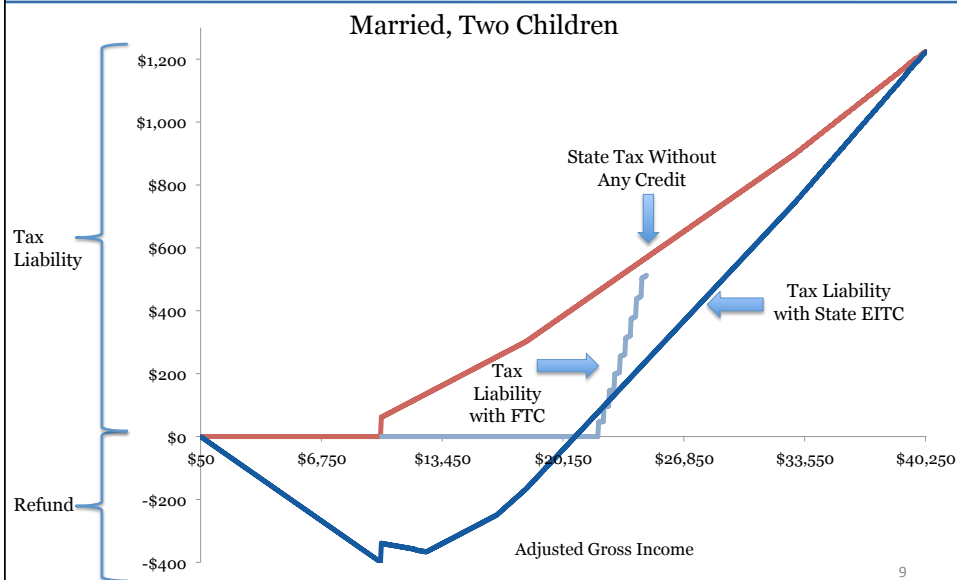 Married, Two Children
$1,200
$1,000
$800
$600
$400
$200
$0
-$200
-$400
Tax
Liability
Refund
State Tax Without
Any Credit
Tax Liability
with State EITC
Tax
Liability
with FTC
$50
$6,750
$13,450
$20,150
$26,850
$33,550
$40,250
Adjusted Gross Income
9